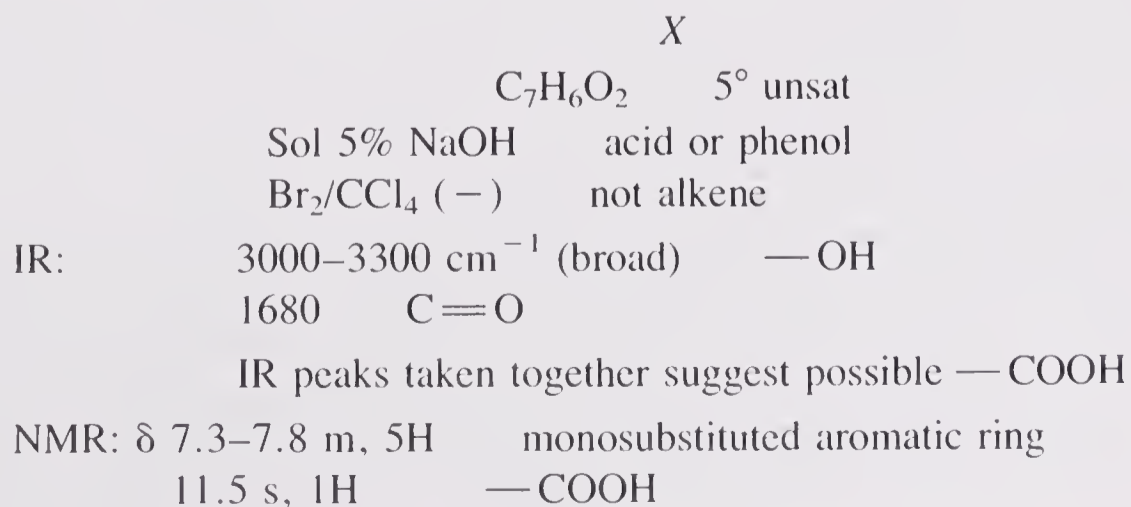 X
C₇H₆O₂ 5° unsat
Sol 5% NaOH acid or phenol
Br₂/CCl₄ (−) not alkene
IR: 3000–3300 cm⁻¹ (broad) —OH
1680 C=O
IR peaks taken together suggest possible —COOH
NMR: δ 7.3–7.8 m, 5H monosubstituted aromatic ring
11.5 s, 1H —COOH